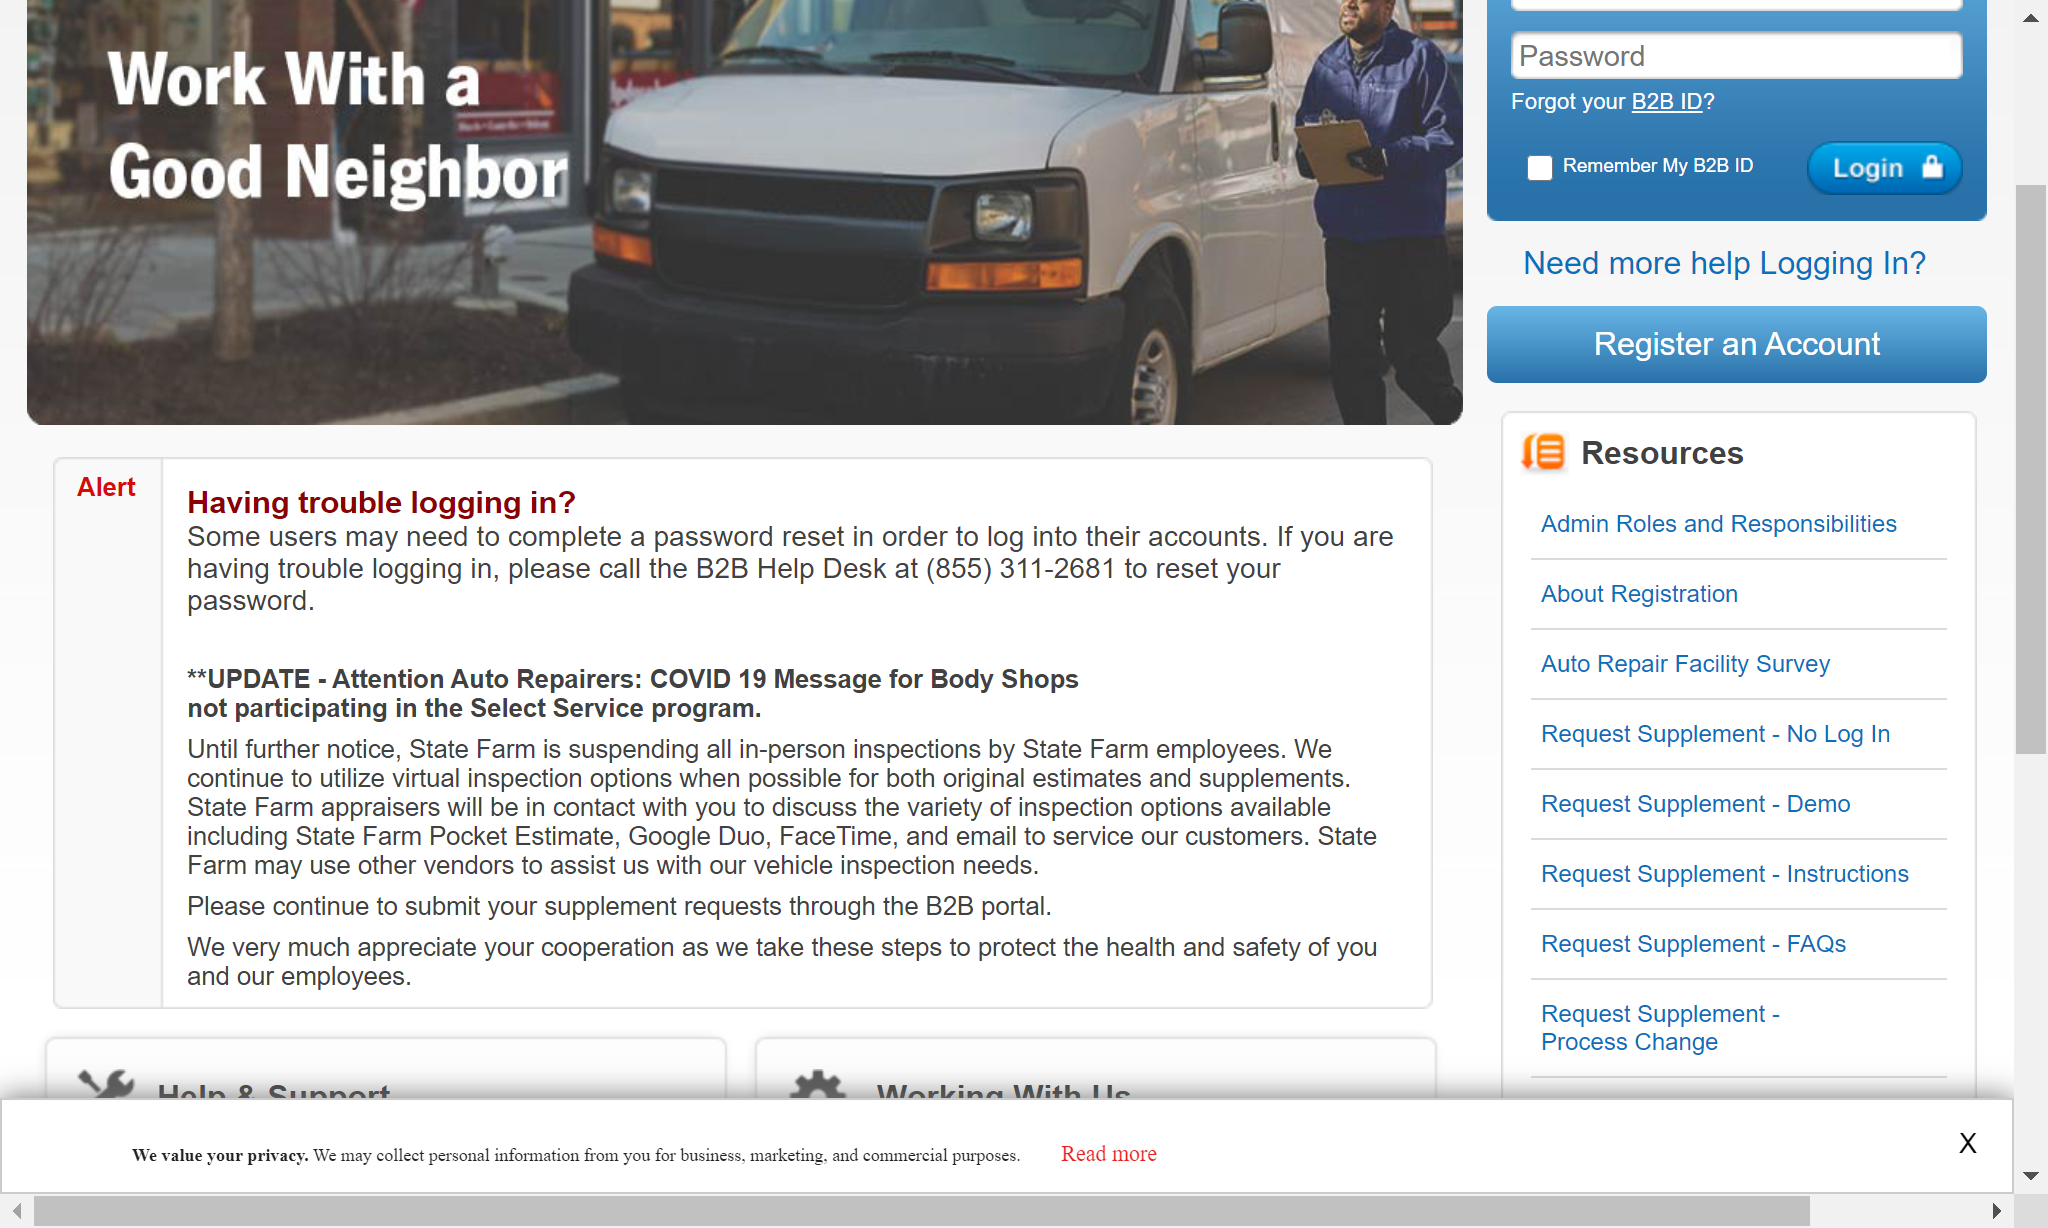 Work With a
Good Neighbor
Password
Forgot your B2B ID?
Remember My B2B ID
Login
Need more help Logging In?
Register an Account
Alert
Having trouble logging in?
Some users may need to complete a password reset in order to log into their accounts. If you are
having trouble logging in, please call the B2B Help Desk at (855) 311-2681 to reset your
password.
**UPDATE - Attention Auto Repairers: COVID 19 Message for Body Shops
not participating in the Select Service program.
Until further notice, State Farm is suspending all in-person inspections by State Farm employees. We
continue to utilize virtual inspection options when possible for both original estimates and supplements.
State Farm appraisers will be in contact with you to discuss the variety of inspection options available
including State Farm Pocket Estimate, Google Duo, FaceTime, and email to service our customers. State
Farm may use other vendors to assist us with our vehicle inspection needs.
Please continue to submit your supplement requests through the B2B portal.
We very much appreciate your cooperation as we take these steps to protect the health and safety of you
and our employees.
Resources
Admin Roles and Responsibilities
About Registration
Auto Repair Facility Survey
Request Supplement - No Log In
Request Supplement - Demo
Request Supplement - Instructions
Request Supplement - FAQs
Request Supplement -
Process Change
Help & Support
Working With Us
We value your privacy. We may collect personal information from you for business, marketing, and commercial purposes. Read more
X